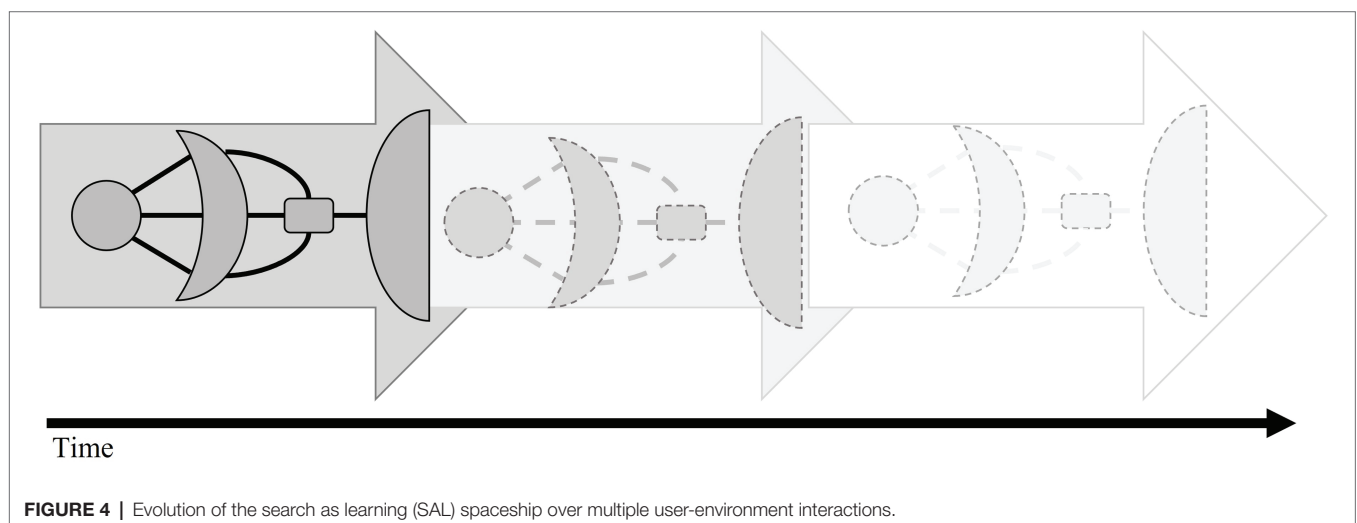 Time
FIGURE 4 | Evolution of the search as learning (SAL) spaceship over multiple user-environment interactions.